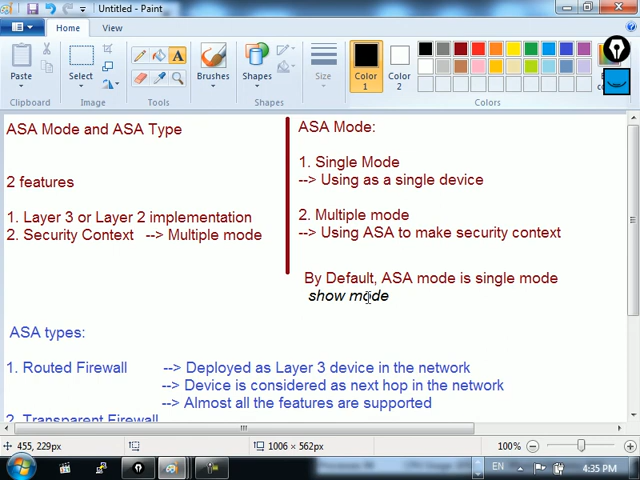 Untitled - Paint
Home
View
Paste
Select
Brushes
Shapes
Size
Color
1
Color
2
Clipboard
Image
Tools
Shapes
Colors
ASA Mode and ASA Type
2 features
1. Layer 3 or Layer 2 implementation
2. Security Context --> Multiple mode
ASA Mode:
1. Single Mode
--> Using as a single device
2. Multiple mode
--> Using ASA to make security context
By Default, ASA mode is single mode
show mode
ASA types:
1. Routed Firewall --> Deployed as Layer 3 device in the network
--> Device is considered as next hop in the network
--> Almost all the features are supported
2. Transparent Firewall
455, 229px
1006 × 562px
100%
EN
4:35 PM